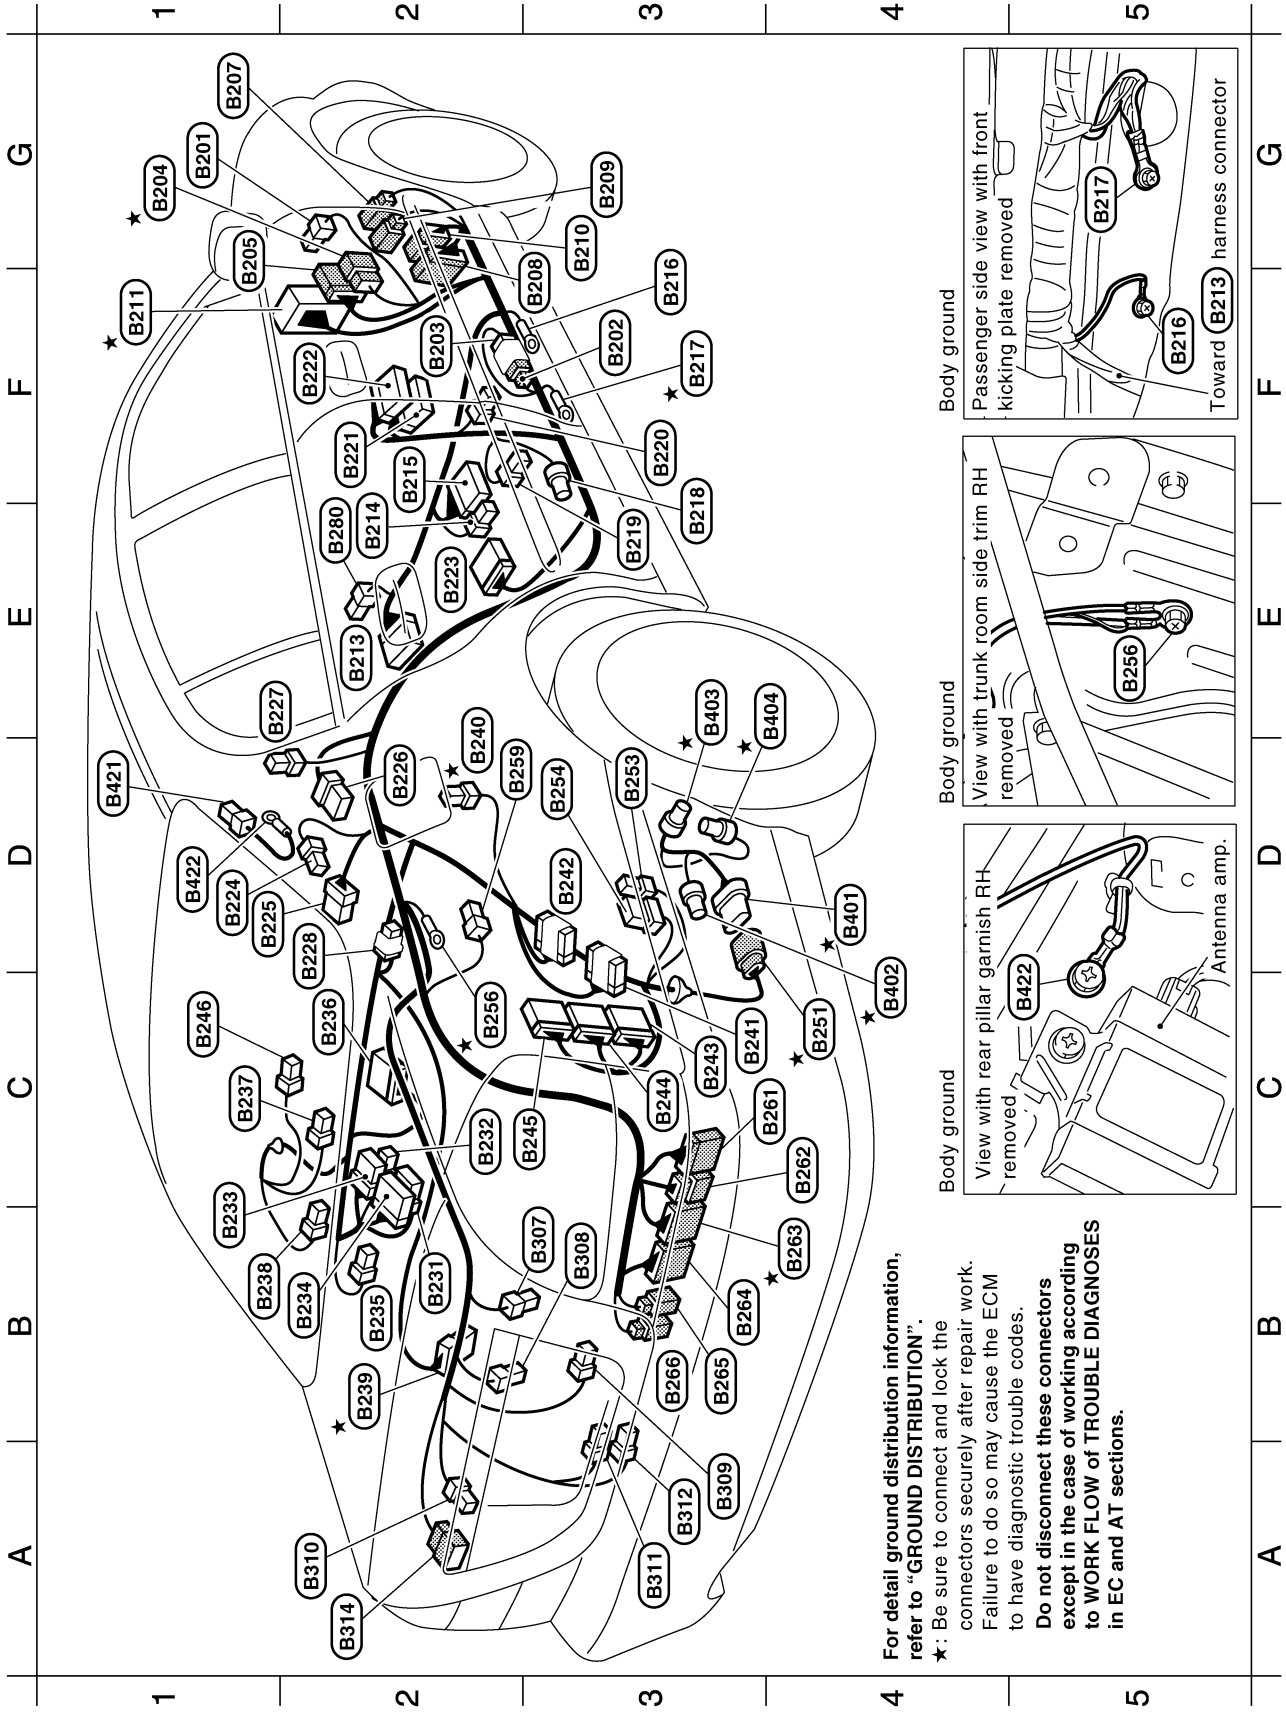 A B C D E F G
1
2
3
4
5
B421
B246
B422
B224
B237
B225
B233
B227
B228
B238
B236
B234
B235
B239 ★
B310
B314
B231
B232
B226
B240 ★
B259
B256 ★
B245
B307
B308
B254
B242
B253
B244
B243
B241
B261
B262
B263 ★
B264
B265
B266
B251 ★
B402 ★
B401 ★
B403 ★
B404 ★
B309
B312
B311
B211 ★
B204 ★
B201
B207
B205
B222
B221
B215
B214
B280
B213
B223
B203
B208
B210
B209
B216
B202
B217 ★
B220
B218
B219
For detail ground distribution information,
refer to "GROUND DISTRIBUTION".
★: Be sure to connect and lock the
connectors securely after repair work.
Failure to do so may cause the ECM
to have diagnostic trouble codes.
Do not disconnect these connectors
except in the case of working according
to WORK FLOW of TROUBLE DIAGNOSES
in EC and AT sections.
Body ground
View with rear pillar garnish RH
removed
B422
Antenna amp.
Body ground
View with trunk room side trim RH
removed
B256
Body ground
Passenger side view with front
kicking plate removed
B217
B216
Toward B213 harness connector
1
2
3
4
5
A B C D E F G